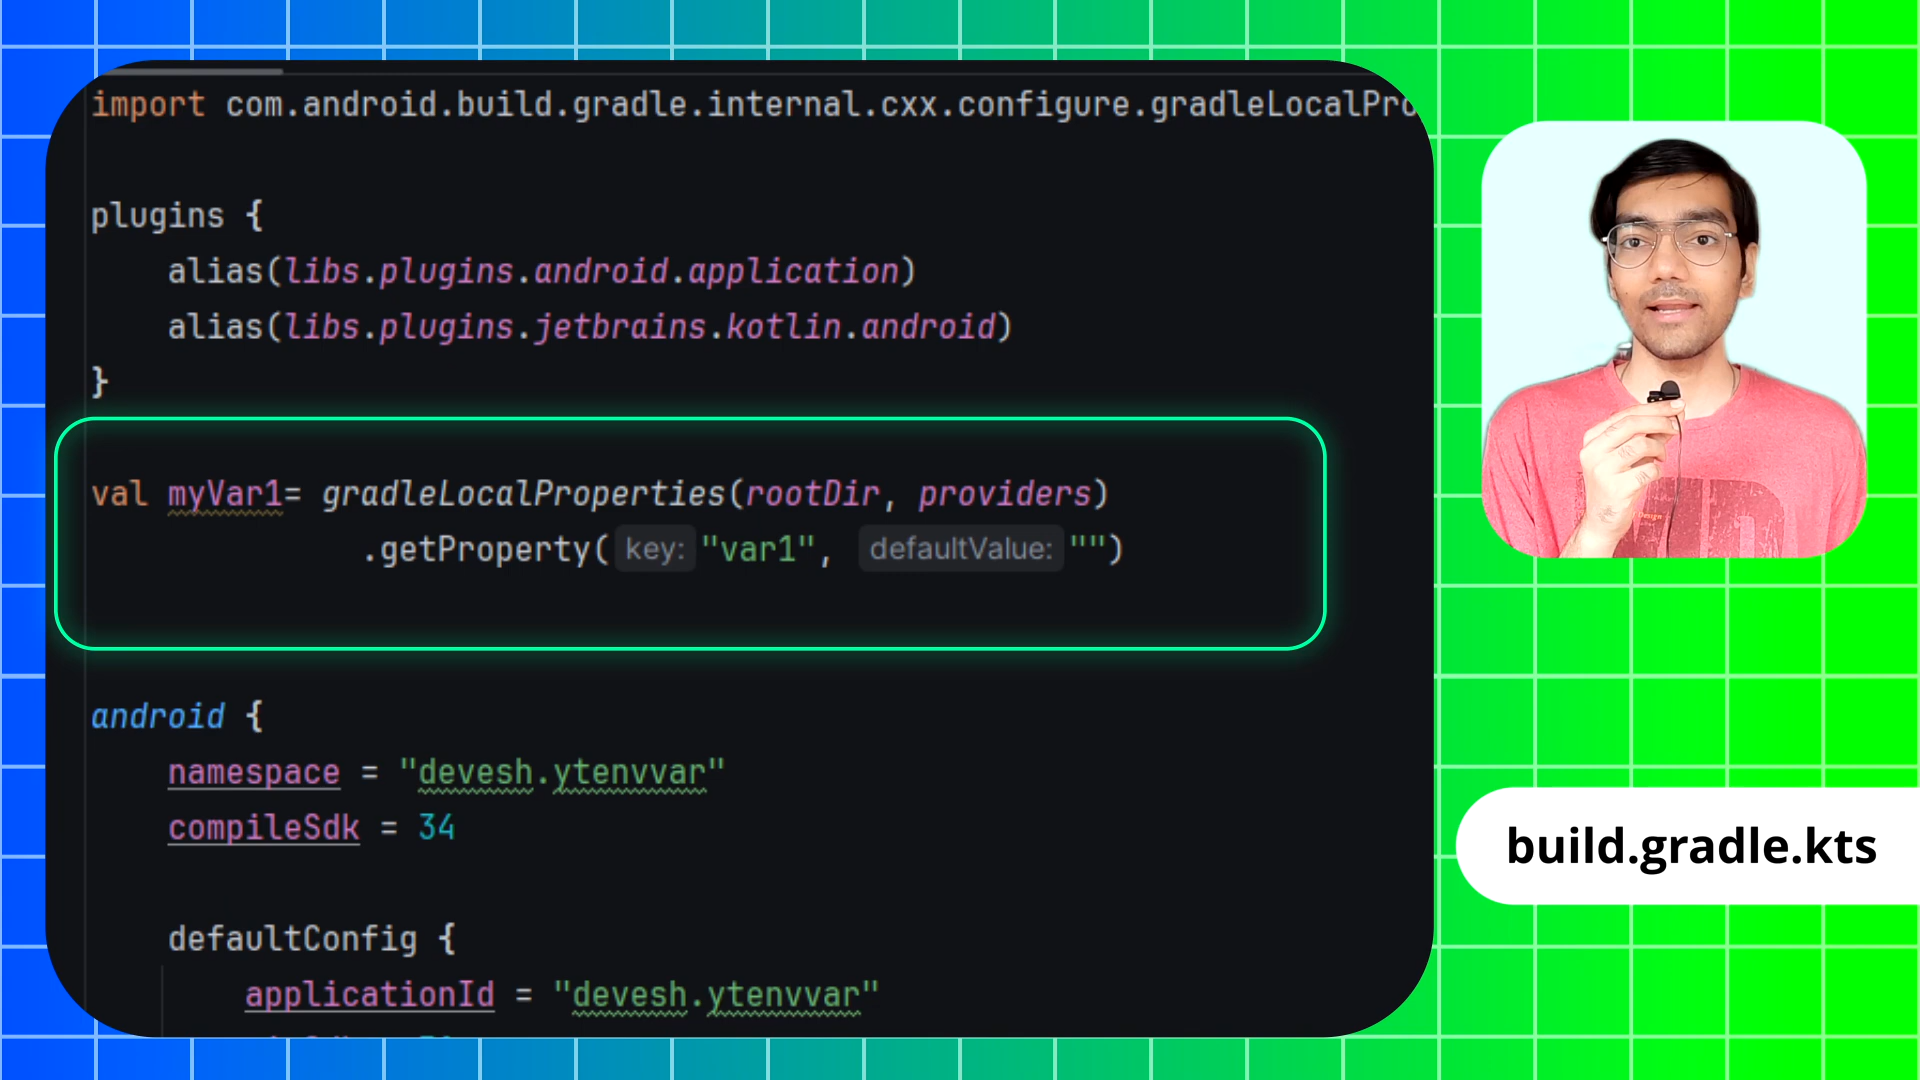 import com.android.build.gradle.internal.cxx.configure.gradleLocalPro
plugins {
alias(libs.plugins.android.application)
alias(libs.plugins.jetbrains.kotlin.android)
}
val myVar1= gradleLocalProperties(rootDir, providers)
.getProperty( key: "var1", defaultValue: "")
android {
namespace = "devesh.ytenvvar"
compileSdk = 34
defaultConfig {
applicationId = "devesh.ytenvvar"
build.gradle.kts